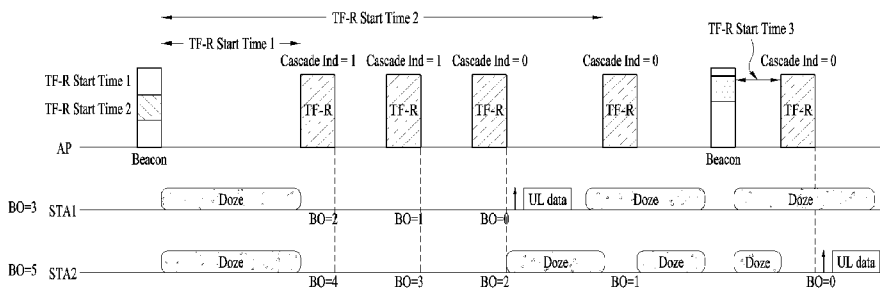 TF-R Start Time 2
TF-R Start Time 3
TF-R Start Time 1
Cascade Ind = 1 Cascade Ind = 1 Cascade Ind = 0 Cascade Ind = 0 Cascade Ind = 0
TF-R Start Time 1
TF-R Start Time 2
TF-R TF-R TF-R TF-R TF-R
AP
Beacon Beacon
Doze UL data Doze Doze
BO=3 STA1
BO=2 BO=1 BO=0
Doze Doze Doze Doze UL data
BO=5 STA2
BO=4 BO=3 BO=2 BO=1 BO=0